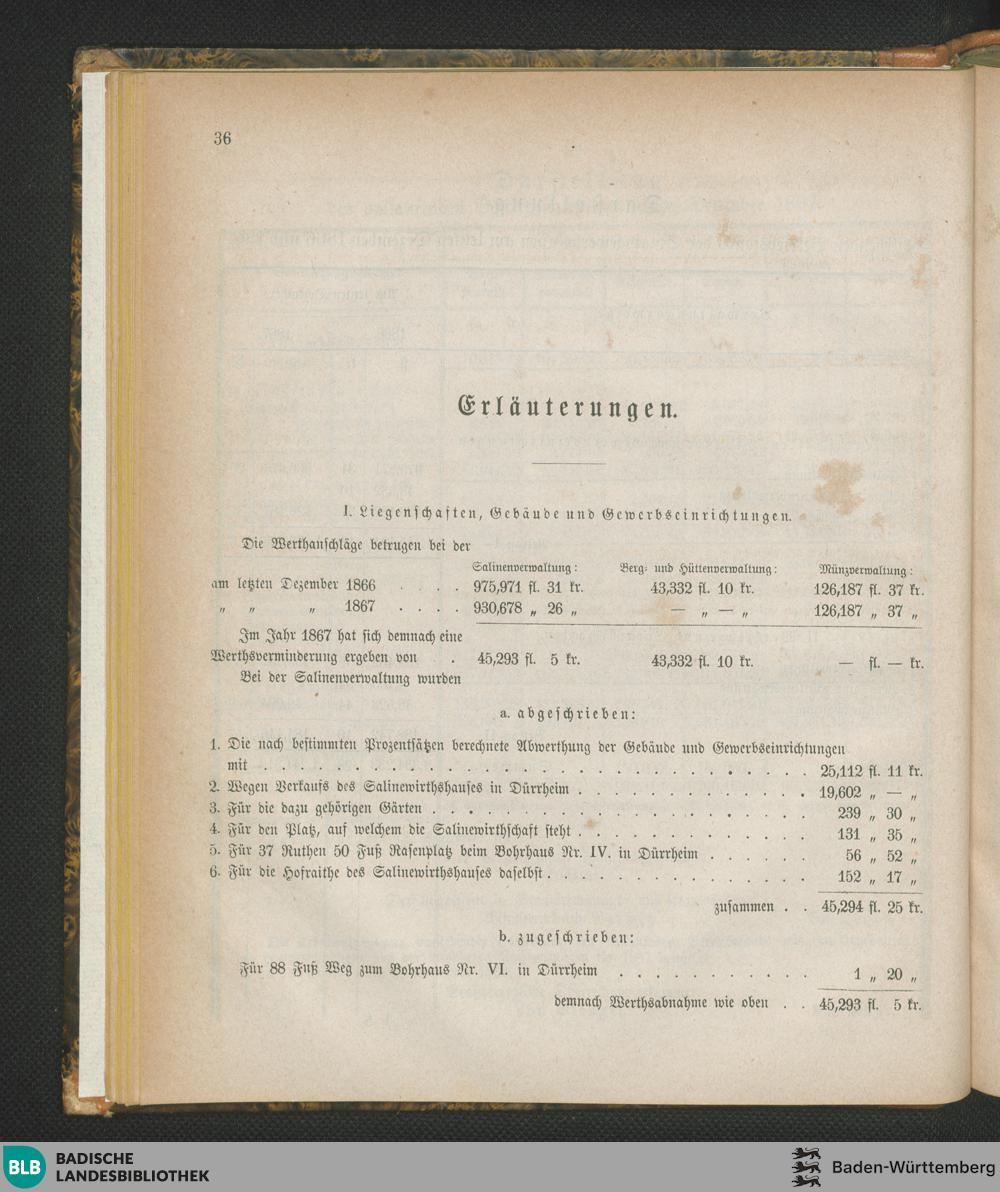 36
Erläuterungen.
I. Liegenschaften, Gebäude und Gewerbseinrichtungen.
Die Werthanschläge betrugen bei der
Salinenverwaltung: Berg- und Hüttenverwaltung: Münzverwaltung:
am letzten Dezember 1866 . . . . 975,971 fl. 31 kr. 43,332 fl. 10 kr. 126,187 fl. 37 kr.
„ „ „ 1867 . . . . 930,678 „ 26 „ — „ — „ 126,187 „ 37 „
Im Jahr 1867 hat sich demnach eine
Werthsverminderung ergeben von . 45,293 fl. 5 kr. 43,332 fl. 10 kr. — fl. — kr.
Bei der Salinenverwaltung wurden
a. abgeschrieben:
1. Die nach bestimmten Prozentsätzen berechnete Abwerthung der Gebäude und Gewerbseinrichtungen
mit . . . . . . . . . . . . . . . . . . . . . . . . 25,112 fl. 11 kr.
2. Wegen Verkaufs des Salinewirthshauses in Dürrheim . . . . . . . . . . . . 19,602 „ — „
3. Für die dazu gehörigen Gärten . . . . . . . . . . . . . . . . . . 239 „ 30 „
4. Für den Platz, auf welchem die Salinewirthschaft steht . . . . . . . . . . . . 131 „ 35 „
5. Für 37 Ruthen 50 Fuß Rasenplatz beim Bohrhaus Nr. IV. in Dürrheim . . . . . . 56 „ 52 „
6. Für die Hofraithe des Salinewirthshauses daselbst . . . . . . . . . . . . . . 152 „ 17 „
zusammen . . 45,294 fl. 25 kr.
b. zugeschrieben:
Für 88 Fuß Weg zum Bohrhaus Nr. VI. in Dürrheim . . . . . . . . . . 1 „ 20 „
demnach Werthsabnahme wie oben . . 45,293 fl. 5 kr.
BLB BADISCHE
LANDESBIBLIOTHEK
Baden-Württemberg